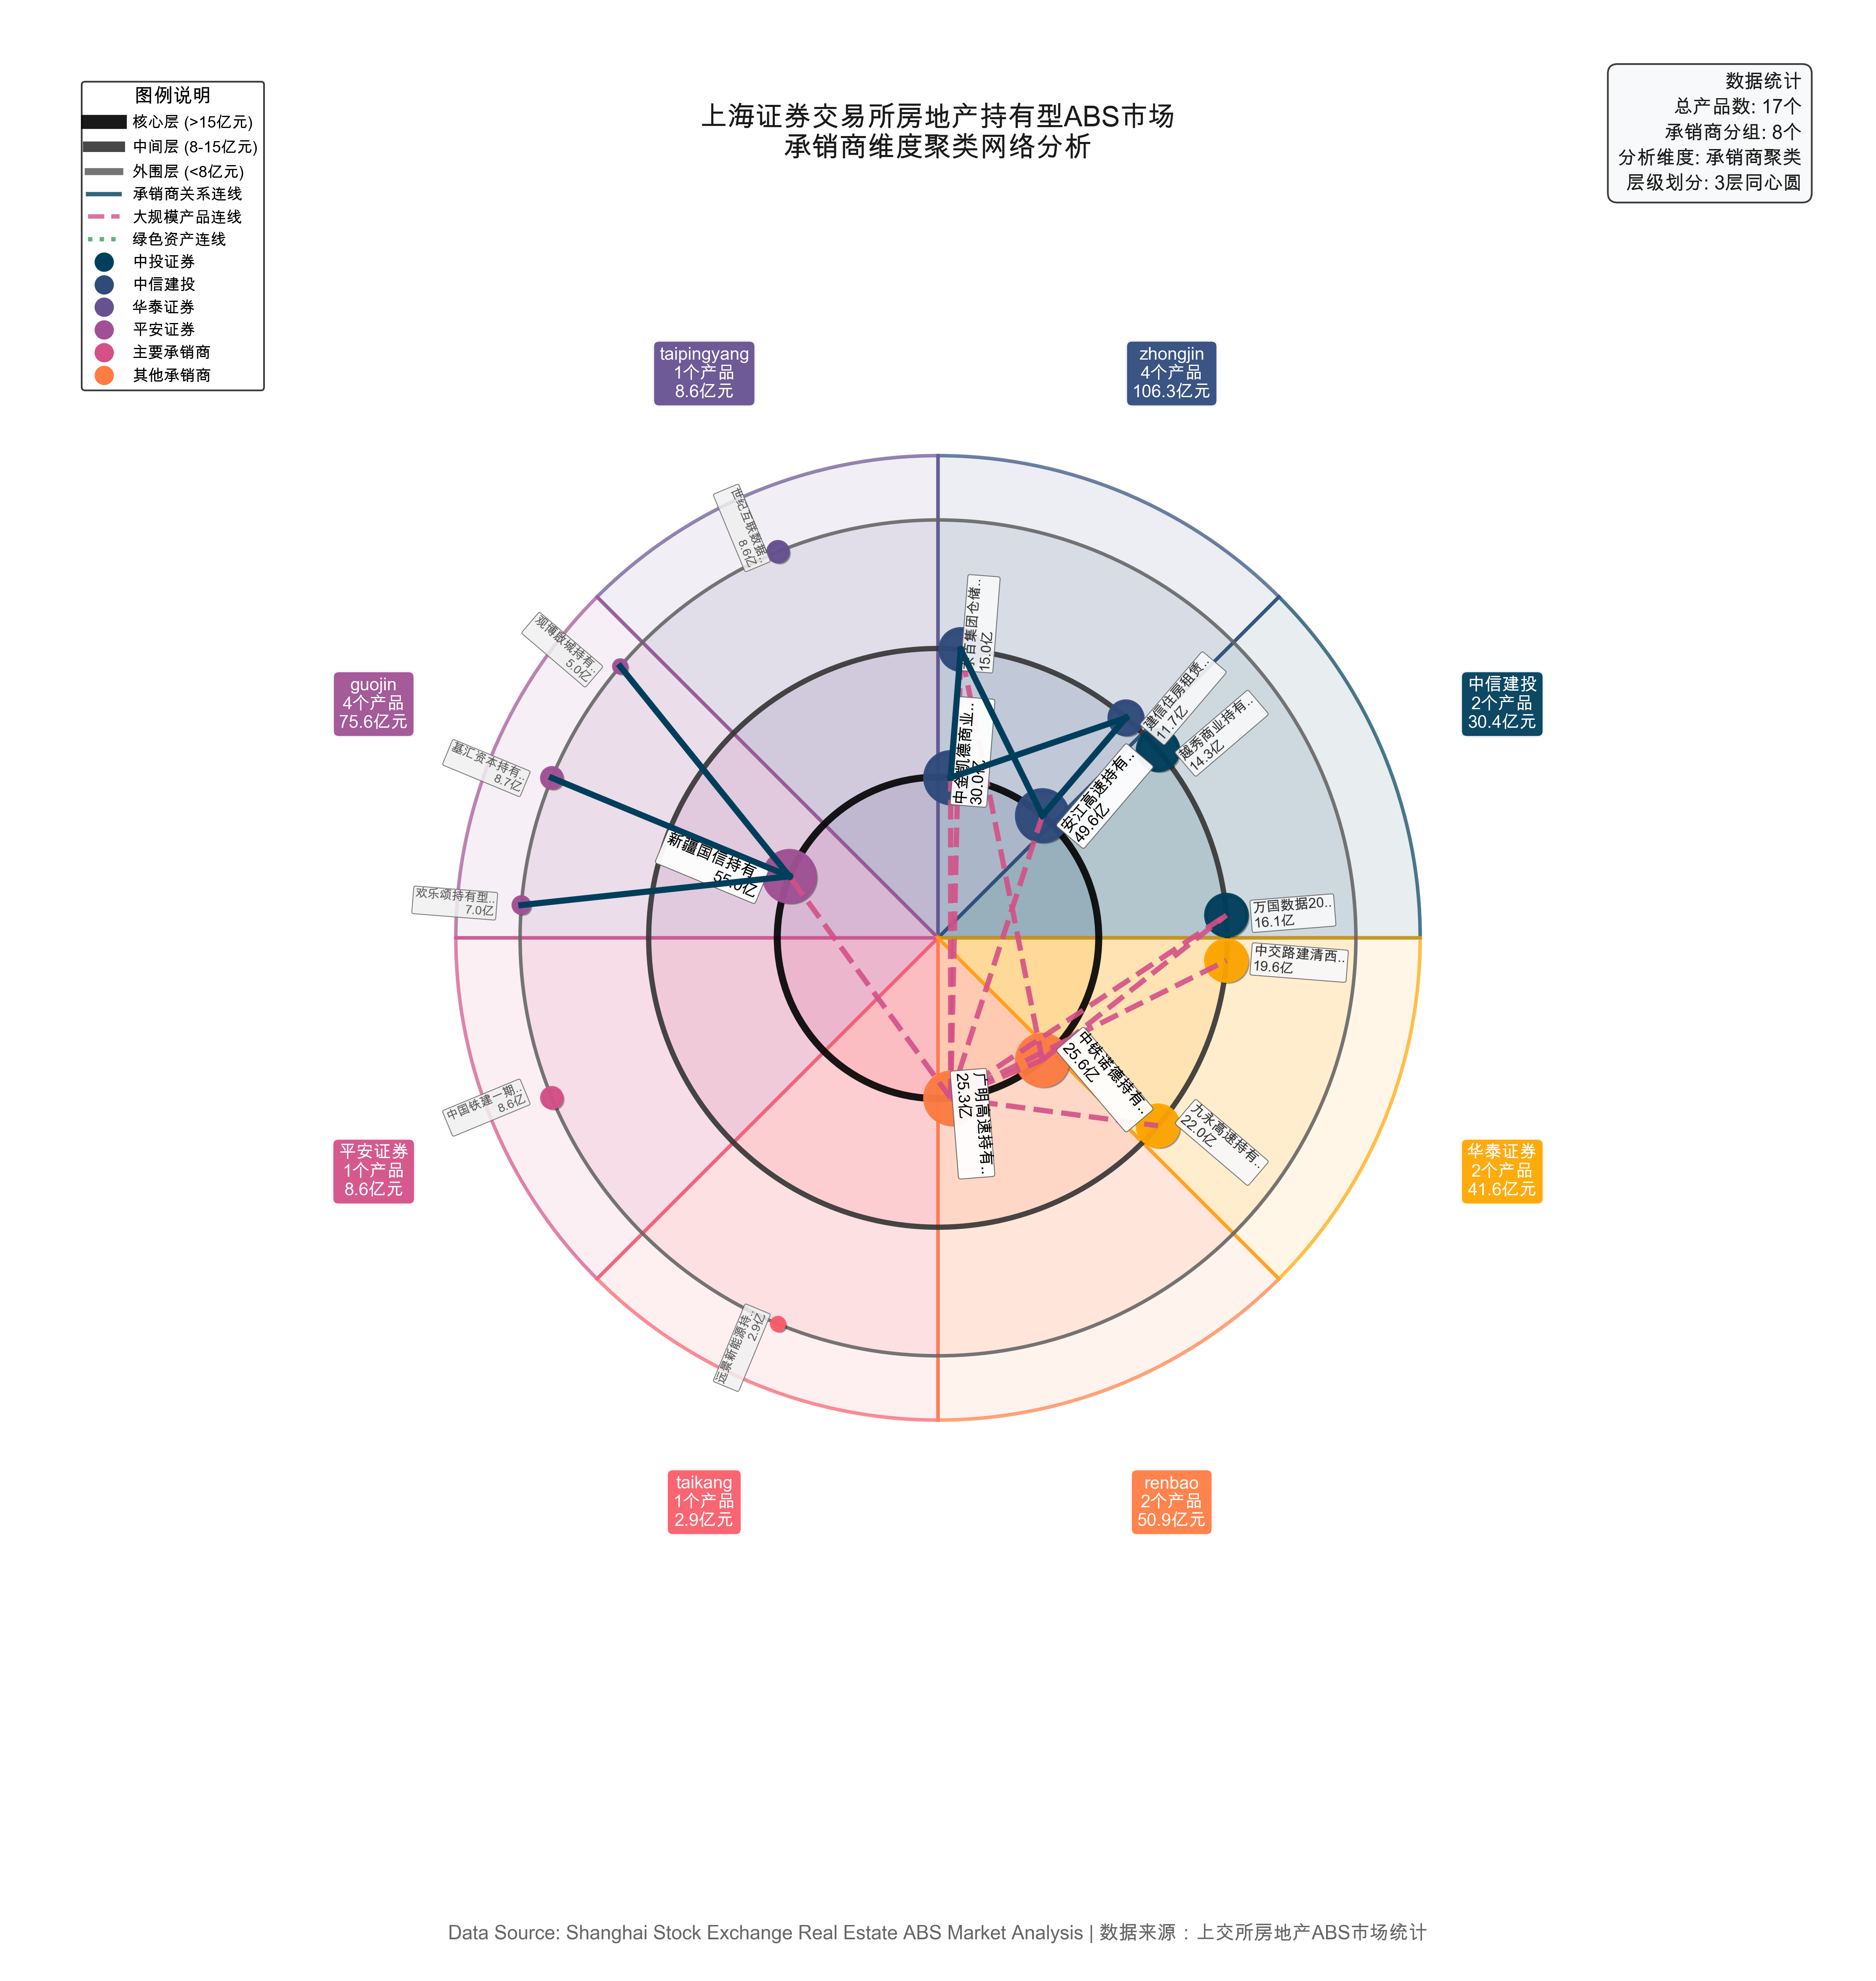 上海证券交易所房地产持有型ABS市场
承销商维度聚类网络分析
图例说明
核心层 (>15亿元)
中间层 (8-15亿元)
外围层 (<8亿元)
承销商关系连线
大规模产品连线
绿色资产连线
中投证券
中信建投
华泰证券
平安证券
主要承销商
其他承销商
数据统计
总产品数: 17个
承销商分组: 8个
分析维度: 承销商聚类
层级划分: 3层同心圆
taipingyang
1个产品
8.6亿元
zhongjin
4个产品
106.3亿元
guojin
4个产品
75.6亿元
中信建投
2个产品
30.4亿元
平安证券
1个产品
8.6亿元
华泰证券
2个产品
41.6亿元
taikang
1个产品
2.9亿元
renbao
2个产品
50.9亿元
世纪互联数据..
8.6亿
观博啟城持有..
5.0亿
基汇资本持有..
8.7亿
欢乐颂持有型..
7.0亿
新疆国信持有
55.0亿
百集团仓储..
15.0亿
中金凯德商业..
30.0亿
建信住房租赁..
11.7亿
越秀商业持有..
14.3亿
安江高速持有..
49.6亿
万国数据20..
16.1亿
中交路建清西..
19.6亿
中铁诺德持有..
25.6亿
九永高速持有..
22.0亿
广明高速持有..
25.3亿
中国铁建一期..
8.6亿
远景新能源持..
2.9亿
Data Source: Shanghai Stock Exchange Real Estate ABS Market Analysis | 数据来源：上交所房地产ABS市场统计